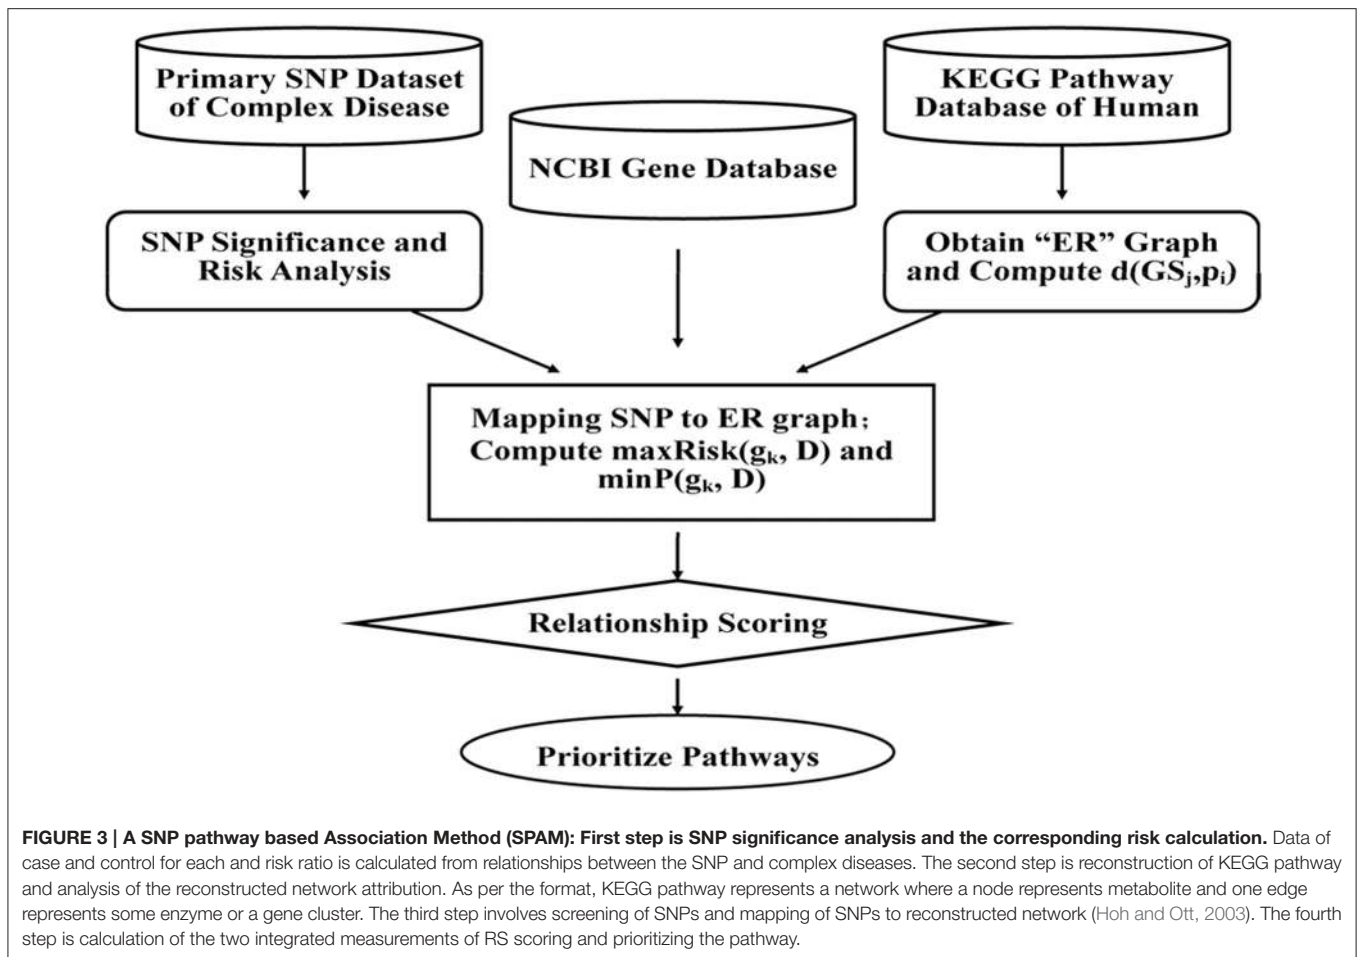 Primary SNP Dataset
of Complex Disease
KEGG Pathway
Database of Human
NCBI Gene Database
SNP Significance and
Risk Analysis
Obtain “ER” Graph
and Compute d(GSj,pi)
Mapping SNP to ER graph;
Compute maxRisk(gk, D) and
minP(gk, D)
Relationship Scoring
Prioritize Pathways
FIGURE 3 | A SNP pathway based Association Method (SPAM): First step is SNP significance analysis and the corresponding risk calculation. Data of
case and control for each and risk ratio is calculated from relationships between the SNP and complex diseases. The second step is reconstruction of KEGG pathway
and analysis of the reconstructed network attribution. As per the format, KEGG pathway represents a network where a node represents metabolite and one edge
represents some enzyme or a gene cluster. The third step involves screening of SNPs and mapping of SNPs to reconstructed network (Hoh and Ott, 2003). The fourth
step is calculation of the two integrated measurements of RS scoring and prioritizing the pathway.